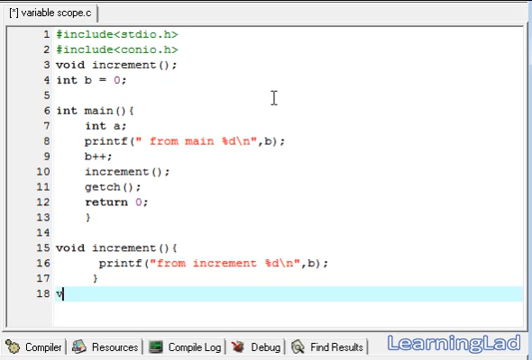 [*] variable scope.c
1 #include<stdio.h>
2 #include<conio.h>
3 void increment();
4 int b = 0;
5
6 int main(){
7 int a;
8 printf(" from main %d\n",b);
9 b++;
10 increment();
11 getch();
12 return 0;
13 }
14
15 void increment(){
16 printf("from increment %d\n",b);
17 }
18 v
Compiler Resources Compile Log Debug Find Results
LearningLad